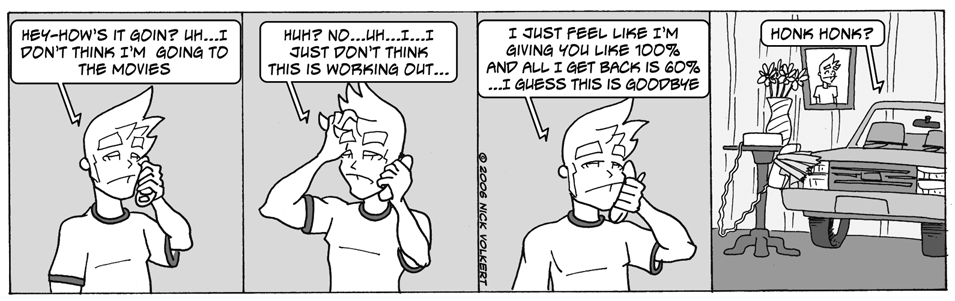 HEY-HOW'S IT GOIN? UH...I
DON'T THINK I'M GOING TO
THE MOVIES
HUH? NO...UH...I...I
JUST DON'T THINK
THIS IS WORKING OUT...
I JUST FEEL LIKE I'M
GIVING YOU LIKE 100%
AND ALL I GET BACK IS 60%
...I GUESS THIS IS GOODBYE
© 2006 NICK VOLKERT
HONK HONK?